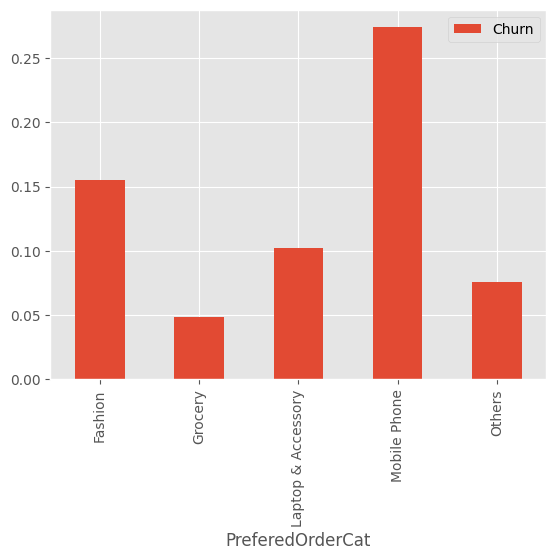 Churn
0.25
0.20
0.15
0.10
0.05
0.00
Fashion
Grocery
Laptop & Accessory
Mobile Phone
Others
PreferedOrderCat